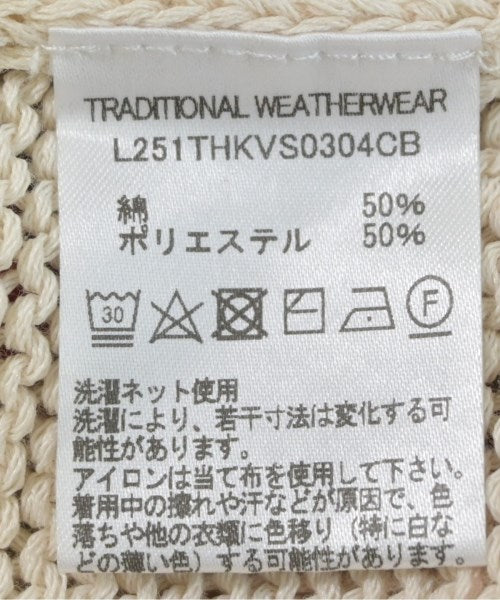 TRADITIONAL WEATHERWEAR
L251THKVS0304CB
綿 50%
ポリエステル 50%
30
F
洗濯ネット使用
洗濯により、若干寸法は変化する可
能性があります。
アイロンは当て布を使用して下さい。
着用中の擦れや汗などが原因で、色
落ちや他の衣類に色移り（特に白な
どの薄い色）する可能性があります。